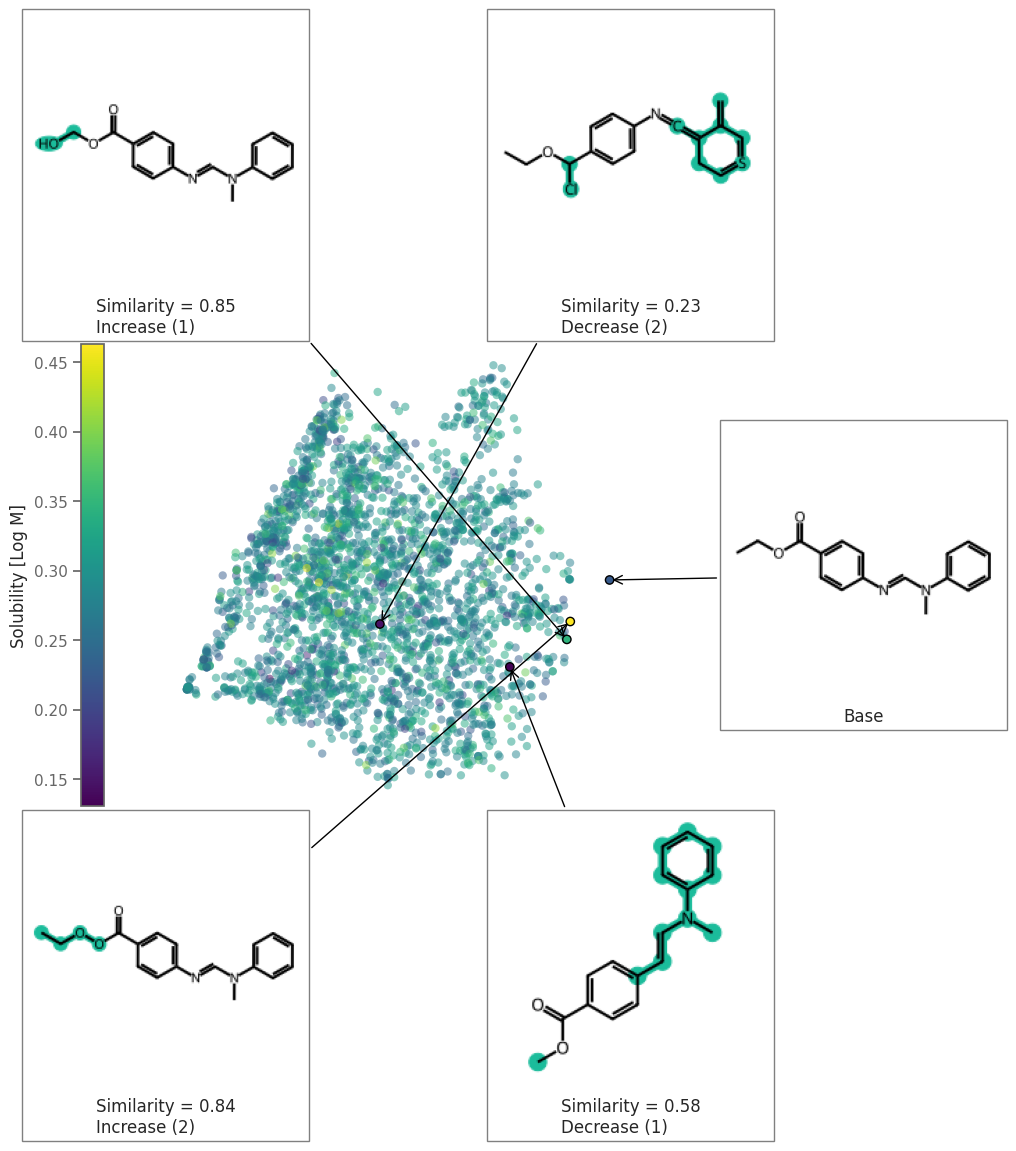 O
HO
O
N
N
Similarity = 0.85
Increase (1)
N
C
O
Cl
S
Similarity = 0.23
Decrease (2)
0.45
0.40
0.35
0.30
0.25
0.20
0.15
Solubility [Log M]
O
O
N
N
Base
O
O
O
N
N
Similarity = 0.84
Increase (2)
N
O
O
Similarity = 0.58
Decrease (1)